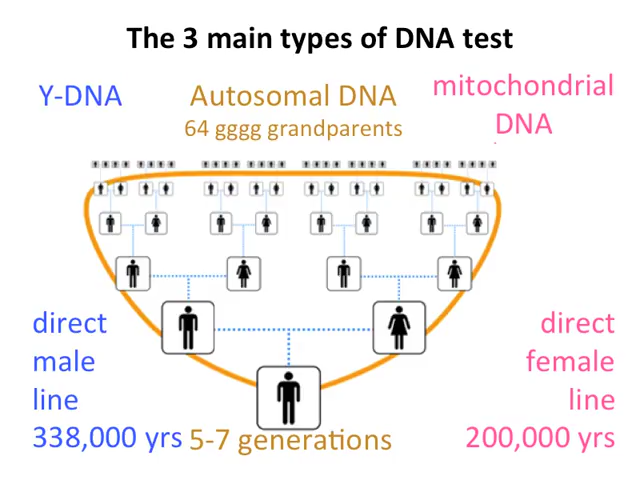 The 3 main types of DNA test
Y-DNA
Autosomal DNA
64 gggg grandparents
mitochondrial
DNA
direct
male
line
338,000 yrs
5-7 generations
direct
female
line
200,000 yrs